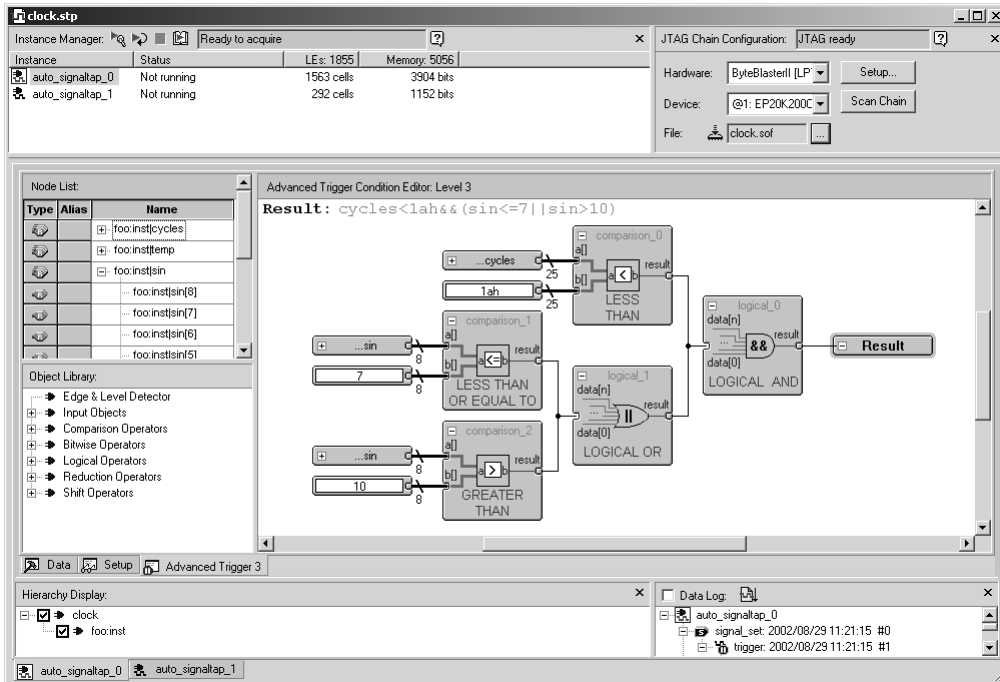 clock.stp
Instance Manager: Ready to acquire
Instance Status LEs: 1855 Memory: 5056
auto_signaltap_0 Not running 1563 cells 3904 bits
auto_signaltap_1 Not running 292 cells 1152 bits
JTAG Chain Configuration: JTAG ready
Hardware: ByteBlasterII [LP Setup...
Device: @1: EP20K200C Scan Chain
File: clock.sof ...
Node List:
Type Alias Name
foo:inst|cycles
foo:inst|temp
foo:inst|sin
foo:inst|sin[8]
foo:inst|sin[7]
foo:inst|sin[6]
foo:inst|sin[5]
Object Library:
Edge & Level Detector
Input Objects
Comparison Operators
Bitwise Operators
Logical Operators
Reduction Operators
Shift Operators
Advanced Trigger Condition Editor: Level 3
Result: cycles<1ah&&(sin<=7||sin>10)
comparison_0
...cycles 25 a[] result
1ah 25 b[] a < b
LESS THAN
comparison_1
...sin 8 a[] result
7 8 b[] a <= b
LESS THAN OR EQUAL TO
comparison_2
...sin 8 a[] result
10 8 b[] a > b
GREATER THAN
logical_1
data[n] result
... ||
data[0]
LOGICAL OR
logical_0
data[n] result
... &&
data[0]
LOGICAL AND
Result
Data Setup Advanced Trigger 3
Hierarchy Display:
clock
foo:inst
Data Log:
auto_signaltap_0
signal_set: 2002/08/29 11:21:15 #0
trigger: 2002/08/29 11:21:15 #1
auto_signaltap_0 auto_signaltap_1